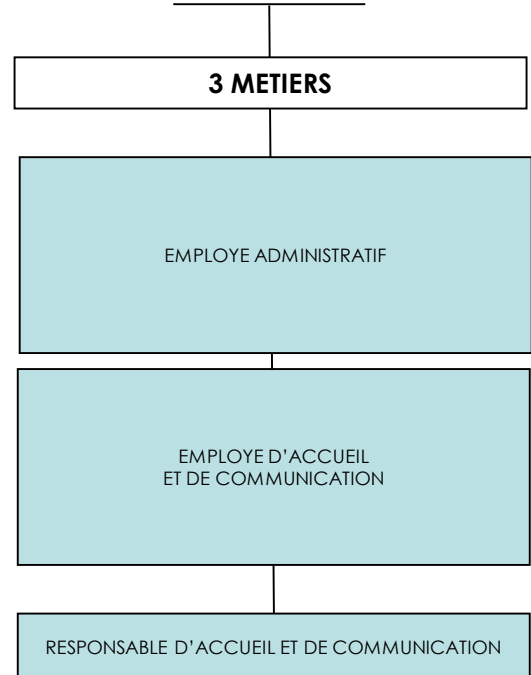 3 METIERS
EMPLOYE ADMINISTRATIF
EMPLOYE D’ACCUEIL
ET DE COMMUNICATION
RESPONSABLE D’ACCUEIL ET DE COMMUNICATION